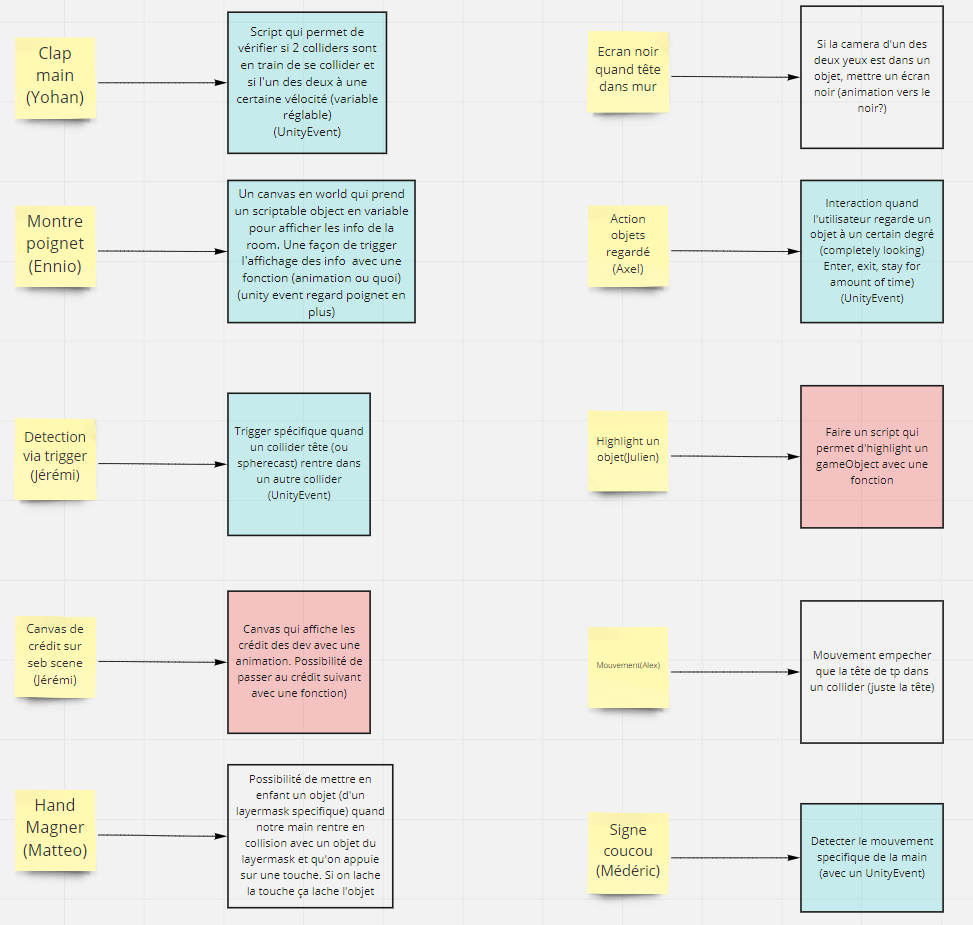 Clap
main
(Yohan)
Script qui permet de
vérifier si 2 colliders sont
en train de se collider et
si l'un des deux à une
certaine vélocité (variable
réglable)
(UnityEvent)
Ecran noir
quand tête
dans mur
Si la camera d'un des
deux yeux est dans un
objet, mettre un écran
noir (animation vers le
noir?)
Montre
poignet
(Ennio)
Un canvas en world qui prend
un scriptable object en variable
pour afficher les info de la
room. Une façon de trigger
l'affichage des info avec une
fonction (animation ou quoi)
(unity event regard poignet en
plus)
Action
objets
regardé
(Axel)
Interaction quand
l'utilisateur regarde un
objet à un certain degré
(completely looking)
Enter, exit, stay for
amount of time)
(UnityEvent)
Detection
via trigger
(Jérémi)
Trigger spécifique quand
un collider tête (ou
spherecast) rentre dans
un autre collider
(UnityEvent)
Highlight un
objet(Julien)
Faire un script qui
permet d'highlight un
gameObject avec une
fonction
Canvas de
crédit sur
seb scene
(Jérémi)
Canvas qui affiche les
crédit des dev avec une
animation. Possibilité de
passer au crédit suivant
avec une fonction)
Mouvement(Alex)
Mouvement empecher
que la tête de tp dans
un collider (juste la tête)
Hand
Magner
(Matteo)
Possibilité de mettre en
enfant un objet (d'un
layermask specifique) quand
notre main rentre en
collision avec un objet du
layermask et qu'on appuie
sur une touche. Si on lache
la touche ça lache l'objet
Signe
coucou
(Médéric)
Detecter le mouvement
specifique de la main
(avec un UnityEvent)